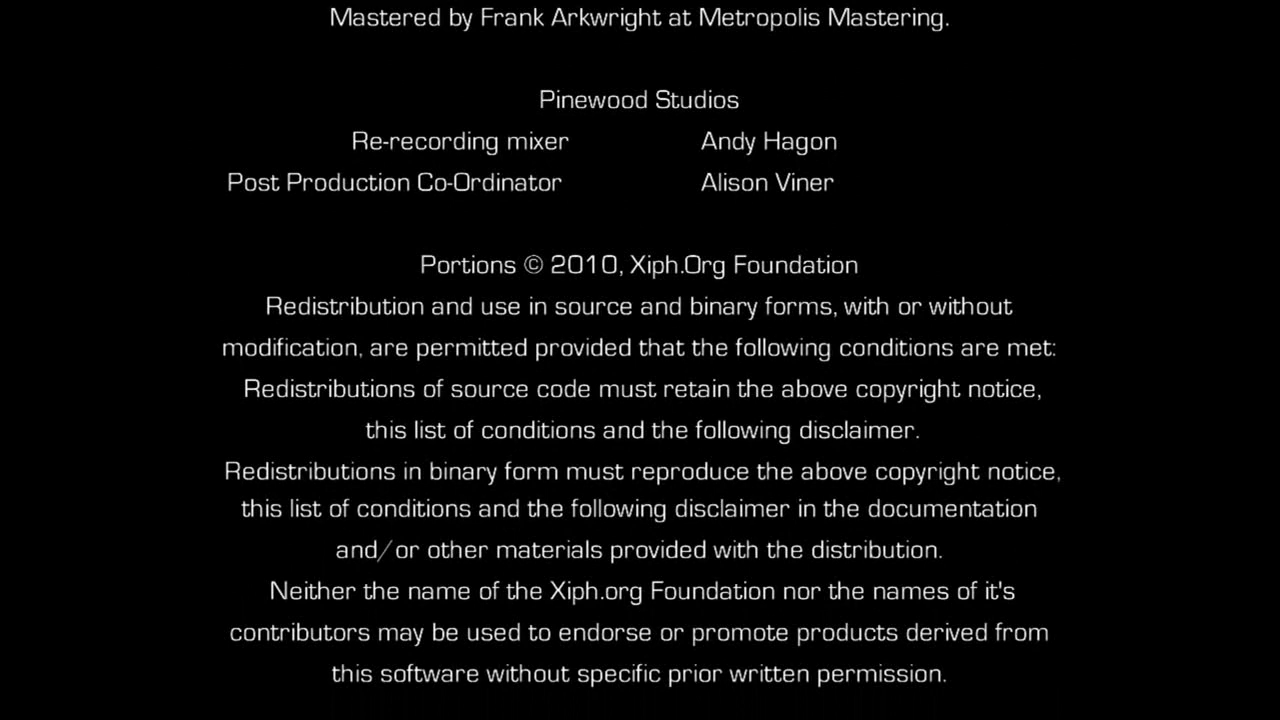 Mastered by Frank Arkwright at Metropolis Mastering.
Pinewood Studios
Re-recording mixer Andy Hagon
Post Production Co-Ordinator Alison Viner
Portions © 2010, Xiph.Org Foundation
Redistribution and use in source and binary forms, with or without
modification, are permitted provided that the following conditions are met:
Redistributions of source code must retain the above copyright notice,
this list of conditions and the following disclaimer.
Redistributions in binary form must reproduce the above copyright notice,
this list of conditions and the following disclaimer in the documentation
and/or other materials provided with the distribution.
Neither the name of the Xiph.org Foundation nor the names of it's
contributors may be used to endorse or promote products derived from
this software without specific prior written permission.